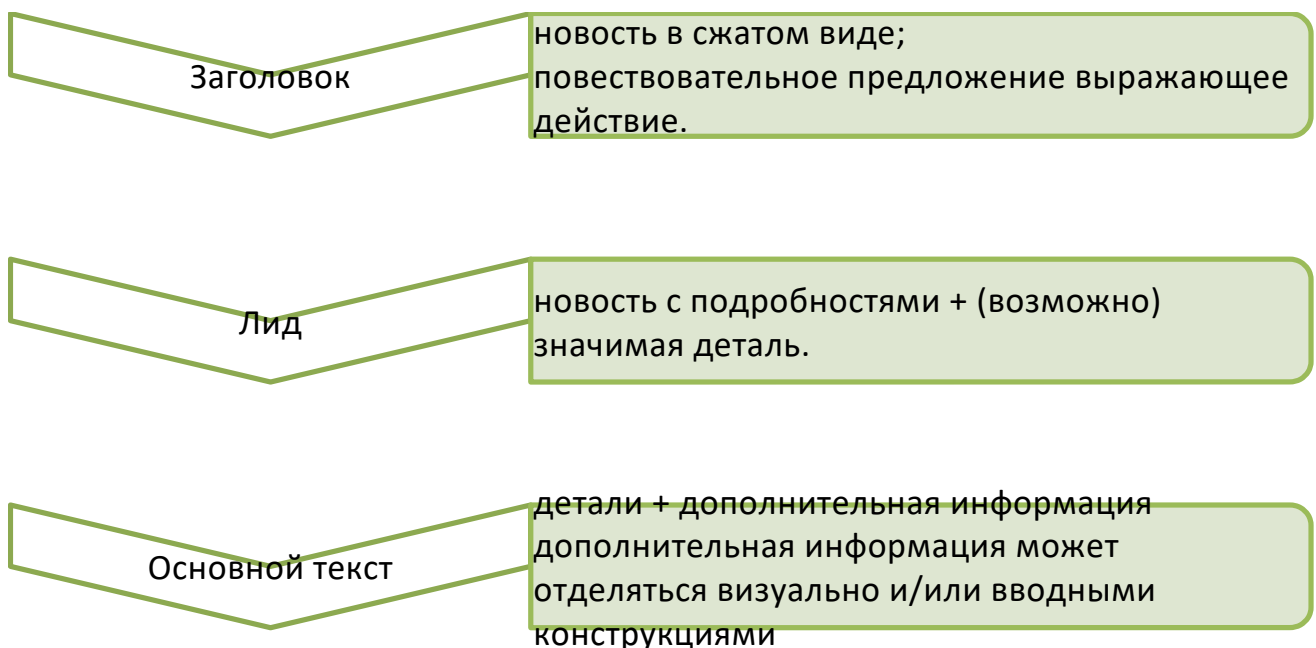 Заголовок
новость в сжатом виде;
повествовательное предложение выражающее
действие.
Лид
новость с подробностями + (возможно)
значимая деталь.
Основной текст
детали + дополнительная информация
дополнительная информация может
отделяться визуально и/или вводными
конструкциями